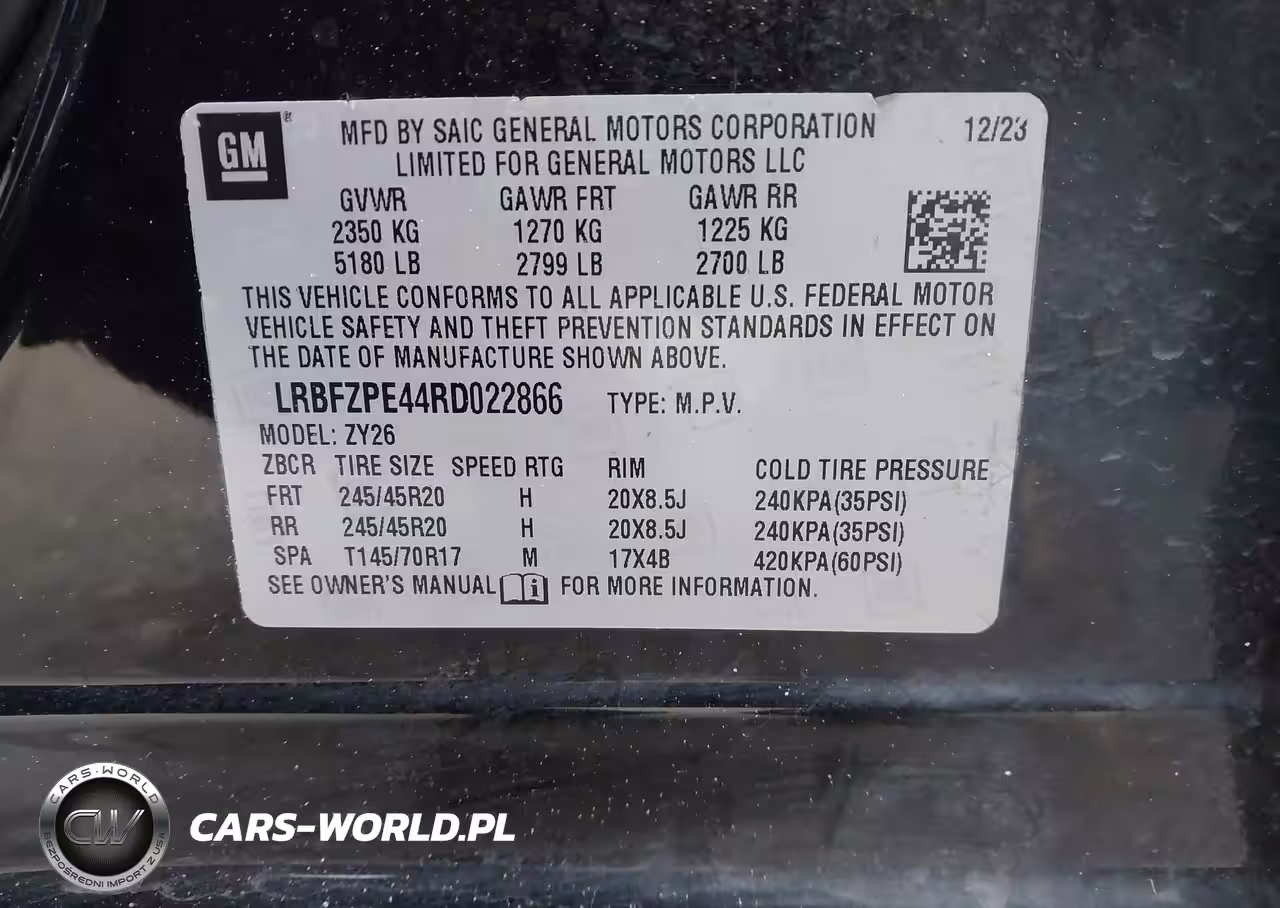 GM
MFD BY SAIC GENERAL MOTORS CORPORATION 12/23
LIMITED FOR GENERAL MOTORS LLC
GVWR GAWR FRT GAWR RR
2350 KG 1270 KG 1225 KG
5180 LB 2799 LB 2700 LB
THIS VEHICLE CONFORMS TO ALL APPLICABLE U.S. FEDERAL MOTOR
VEHICLE SAFETY AND THEFT PREVENTION STANDARDS IN EFFECT ON
THE DATE OF MANUFACTURE SHOWN ABOVE.
LRBFZPE44RD022866 TYPE: M.P.V.
MODEL: ZY26
ZBCR TIRE SIZE SPEED RTG RIM COLD TIRE PRESSURE
FRT 245/45R20 H 20X8.5J 240KPA(35PSI)
RR 245/45R20 H 20X8.5J 240KPA(35PSI)
SPA T145/70R17 M 17X4B 420KPA(60PSI)
SEE OWNER'S MANUAL i FOR MORE INFORMATION.
CARS-WORLD
CW
BEZPOŚREDNI IMPORT Z USA
CARS-WORLD.PL